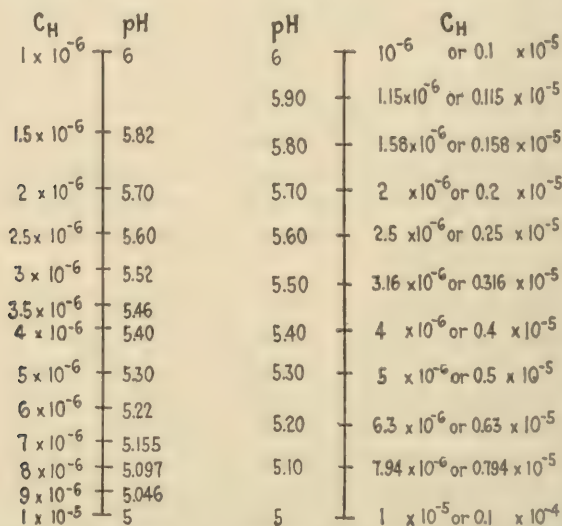 C_H pH pH C_H
1 x 10⁻⁶ 6 6 10⁻⁶ or 0.1 x 10⁻⁵
5.90 1.15x10⁻⁶ or 0.115 x 10⁻⁵
1.5 x 10⁻⁶ 5.82
5.80 1.58x10⁻⁶ or 0.158 x 10⁻⁵
2 x 10⁻⁶ 5.70 5.70 2 x10⁻⁶ or 0.2 x 10⁻⁵
2.5x 10⁻⁶ 5.60 5.60 2.5 x10⁻⁶ or 0.25 x 10⁻⁵
3 x 10⁻⁶ 5.52
5.50 3.16 x10⁻⁶ or 0.316 x 10⁻⁵
3.5 x 10⁻⁶ 5.46
4 x 10⁻⁶ 5.40 5.40 4 x 10⁻⁶ or 0.4 x 10⁻⁵
5 x 10⁻⁶ 5.30 5.30 5 x 10⁻⁶ or 0.5 x 10⁻⁵
6 x 10⁻⁶ 5.22
5.20 6.3 x 10⁻⁶ or 0.63 x 10⁻⁵
7 x 10⁻⁶ 5.155
8 x 10⁻⁶ 5.097 5.10 7.94 x 10⁻⁶ or 0.794 x 10⁻⁵
9 x 10⁻⁶ 5.046
1 x 10⁻⁵ 5 5 1 x 10⁻⁵ or 0.1 x 10⁻⁴